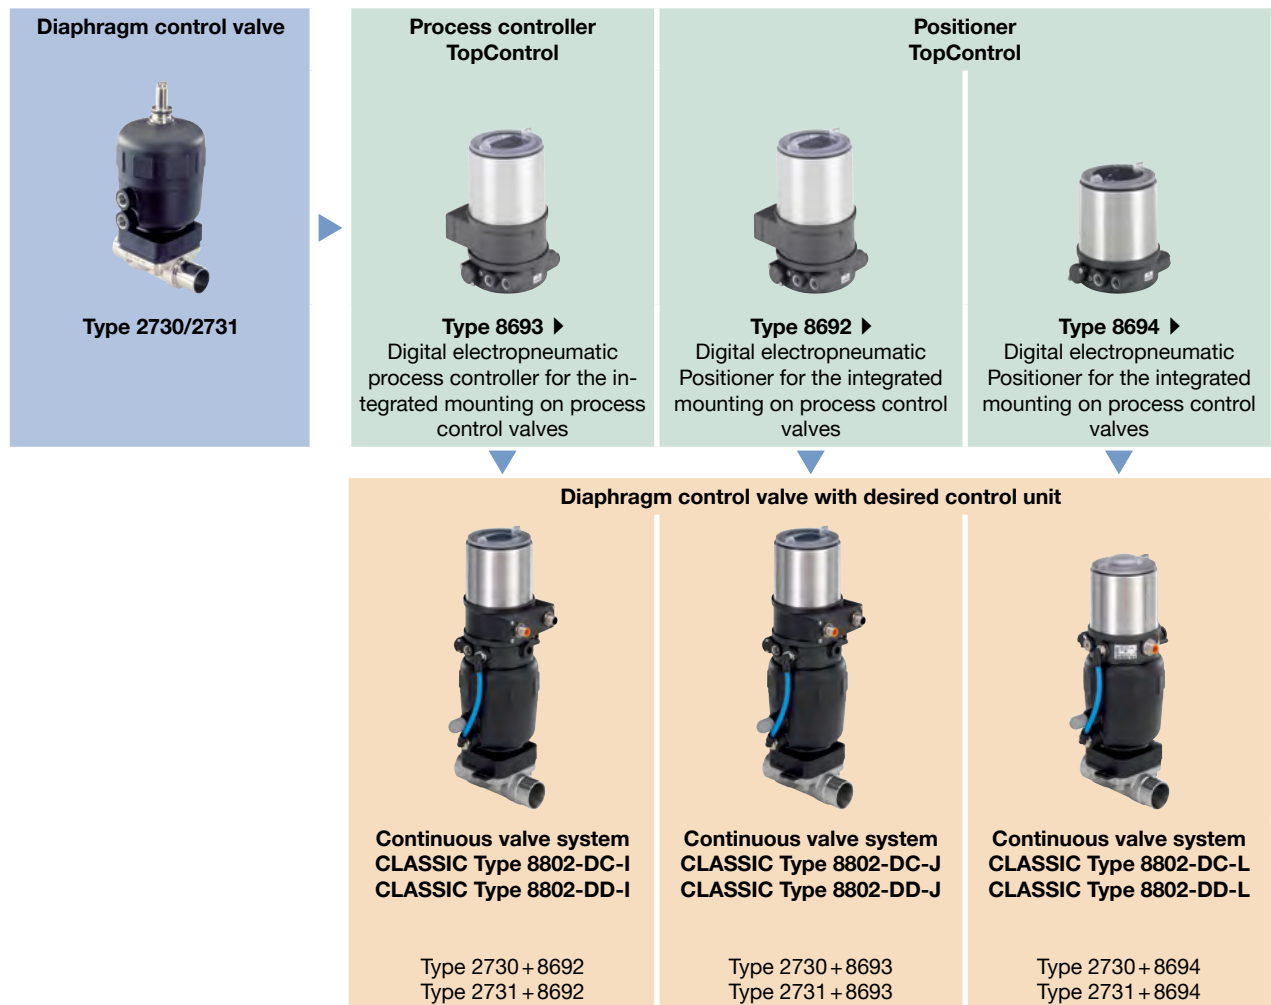 Diaphragm control valve
Type 2730/2731
Process controller
TopControl
Positioner
TopControl
Type 8693
Digital electropneumatic
process controller for the in-
tegrated mounting on process
control valves
Type 8692
Digital electropneumatic
Positioner for the integrated
mounting on process control
valves
Type 8694
Digital electropneumatic
Positioner for the integrated
mounting on process control
valves
Diaphragm control valve with desired control unit
Continuous valve system
CLASSIC Type 8802-DC-I
CLASSIC Type 8802-DD-I
Type 2730 + 8692
Type 2731 + 8692
Continuous valve system
CLASSIC Type 8802-DC-J
CLASSIC Type 8802-DD-J
Type 2730 + 8693
Type 2731 + 8693
Continuous valve system
CLASSIC Type 8802-DC-L
CLASSIC Type 8802-DD-L
Type 2730 + 8694
Type 2731 + 8694